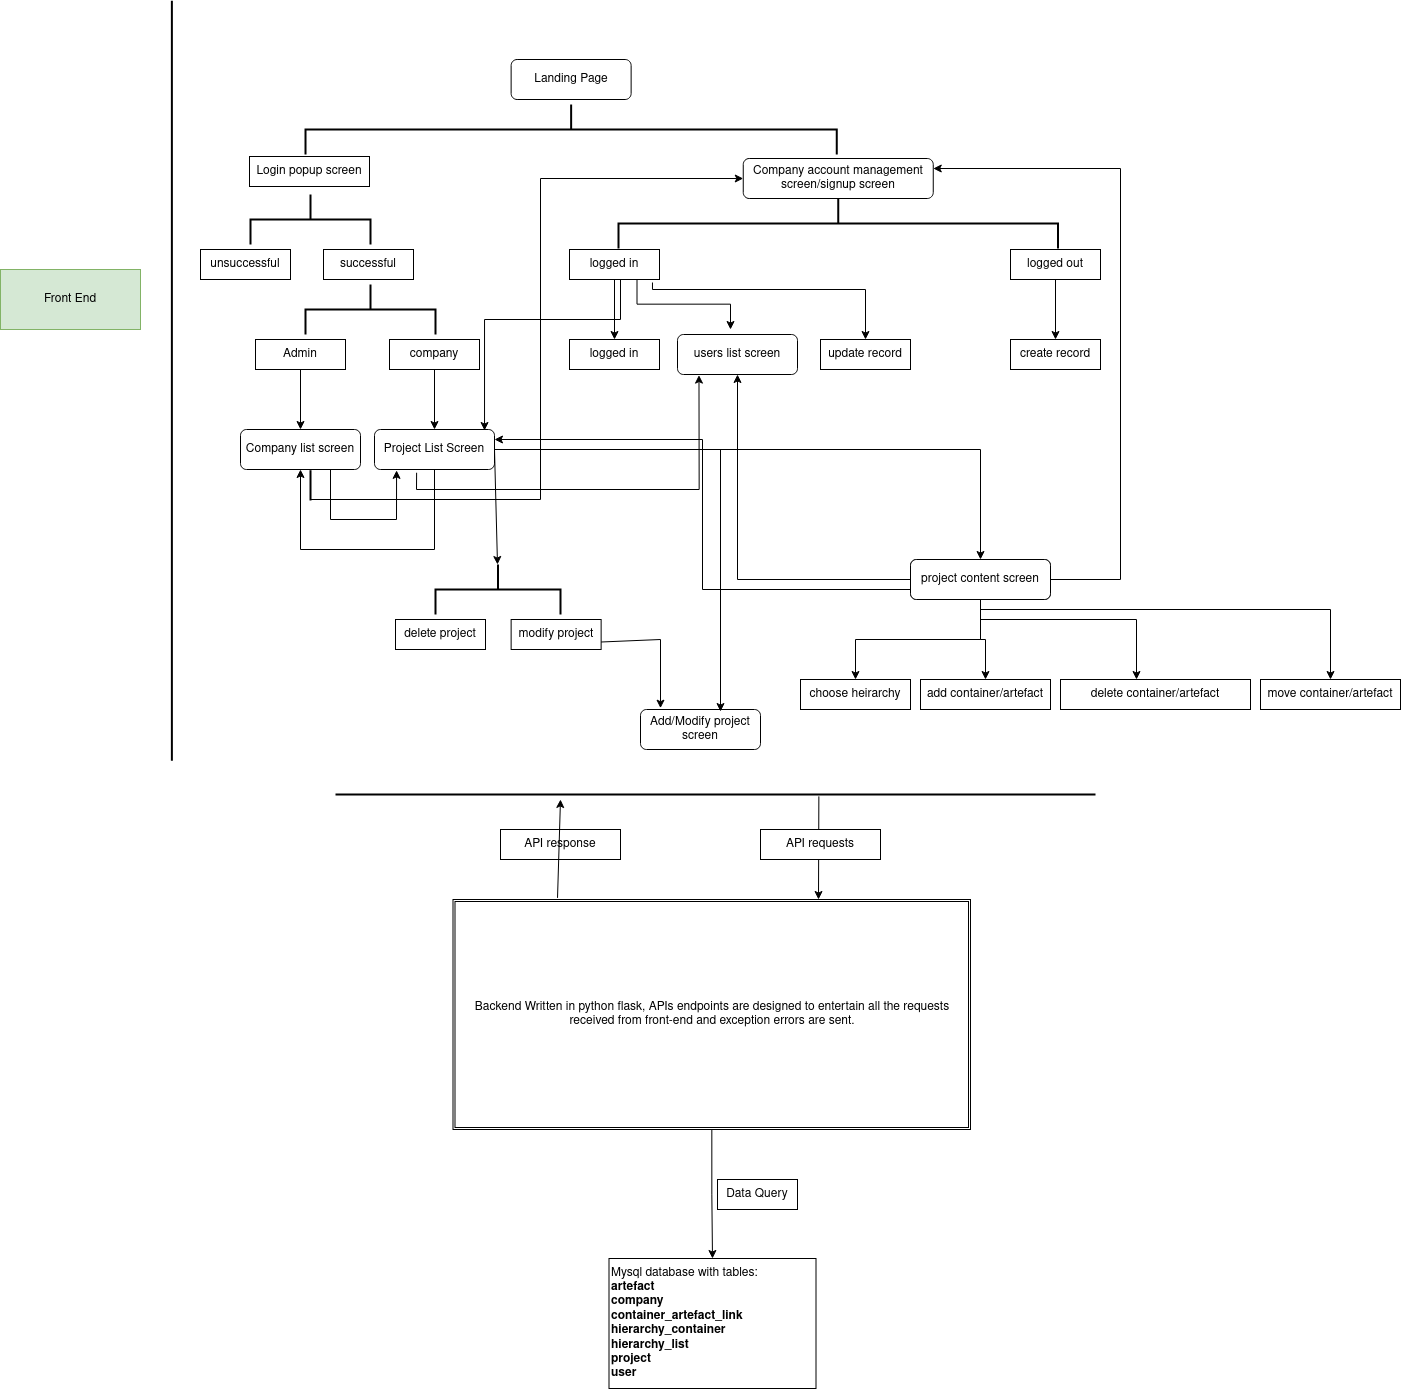 Landing Page
Login popup screen
Company account management
screen/signup screen
unsuccessful
successful
logged in
logged out
Front End
Admin
company
logged in
users list screen
update record
create record
Company list screen
Project List Screen
project content screen
delete project
modify project
choose heirarchy
add container/artefact
delete container/artefact
move container/artefact
Add/Modify project
screen
API response
API requests
Backend Written in python flask, APIs endpoints are designed to entertain all the requests
received from front-end and exception errors are sent.
Data Query
Mysql database with tables:
artefact
company
container_artefact_link
hierarchy_container
hierarchy_list
project
user